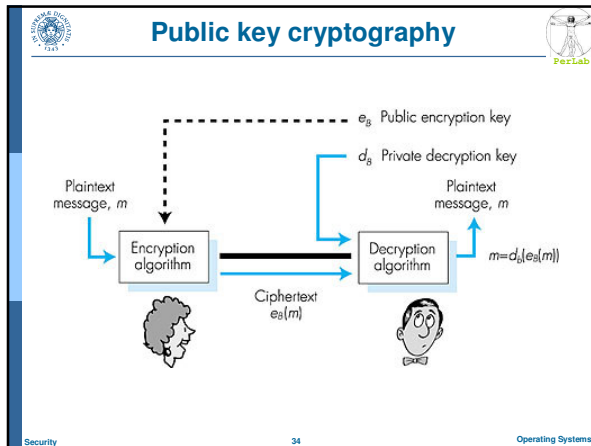 Public key cryptography
PerLab
e_B Public encryption key
d_B Private decryption key
Plaintext
message, m
Plaintext
message, m
Encryption
algorithm
Decryption
algorithm
m=d_b(e_B(m))
Ciphertext
e_B(m)
Security
34
Operating Systems